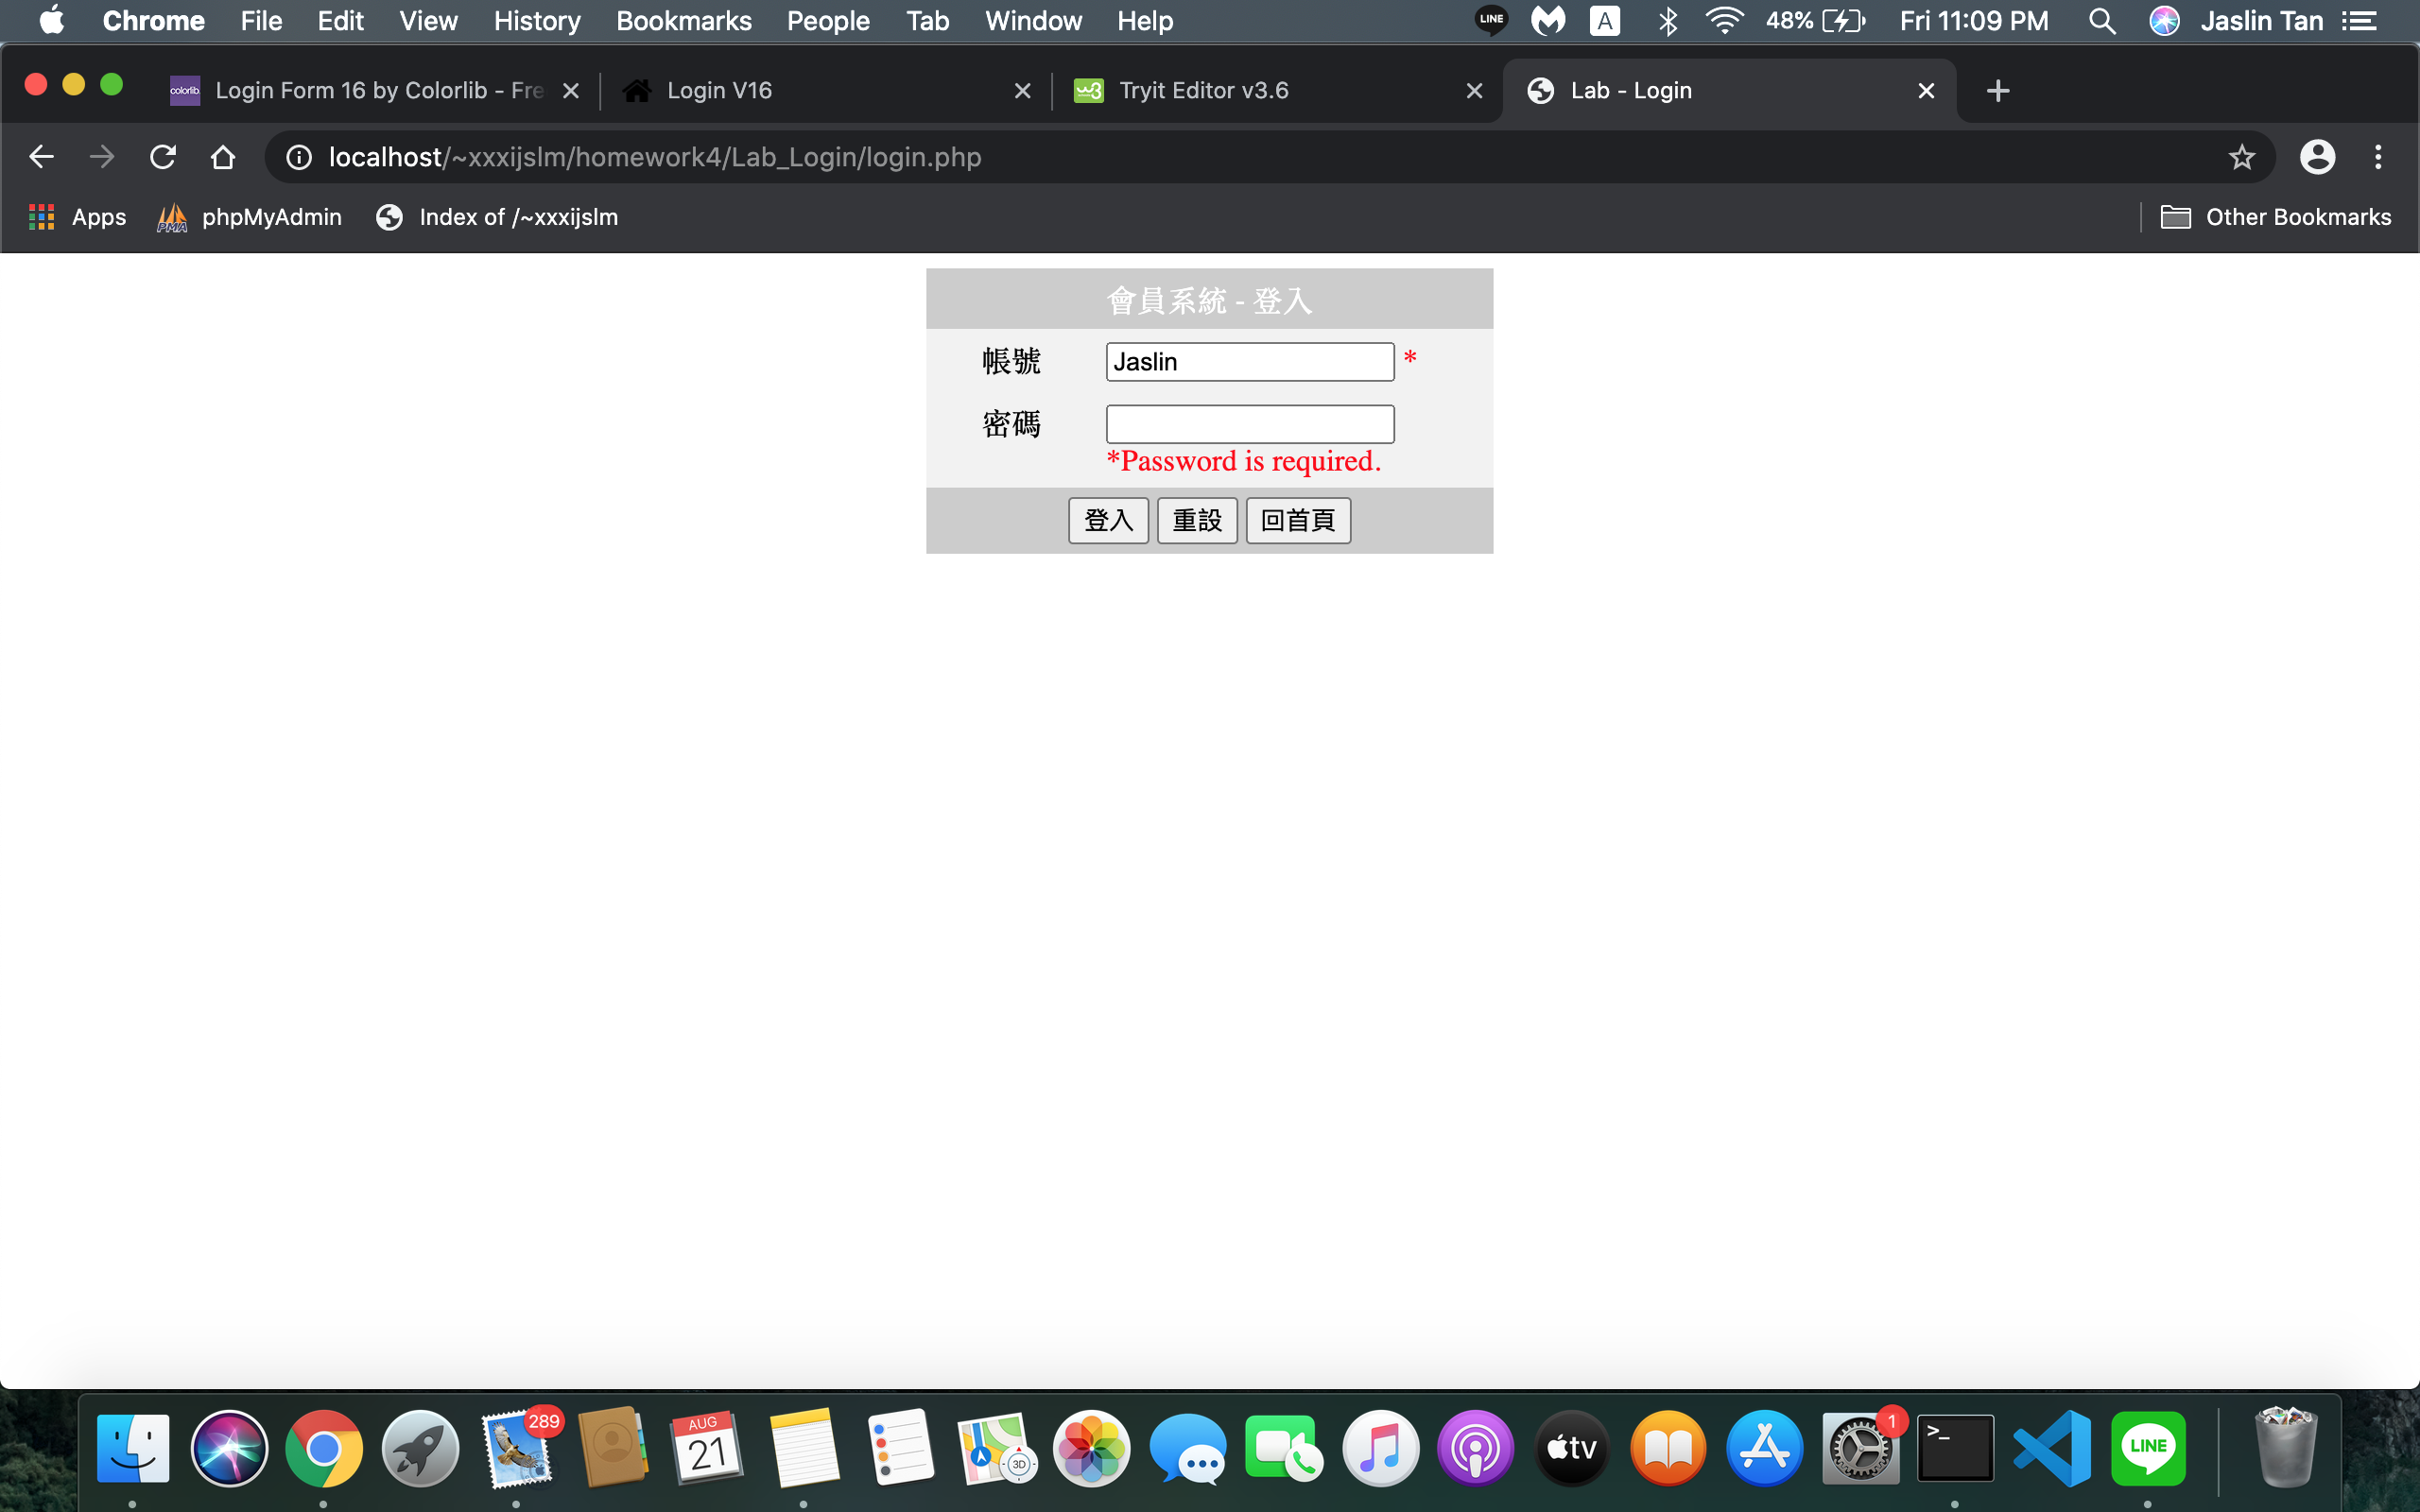 Chrome File Edit View History Bookmarks People Tab Window Help LINE A 48% Fri 11:09 PM Jaslin Tan
colorlib. Login Form 16 by Colorlib - Fre Login V16 Tryit Editor v3.6 Lab - Login
localhost/~xxxijslm/homework4/Lab_Login/login.php
Apps PMA phpMyAdmin Index of /~xxxijslm Other Bookmarks
會員系統 - 登入
帳號 Jaslin *
密碼
*Password is required.
登入 重設 回首頁
289 AUG 21 3D tv 1 >_ LINE